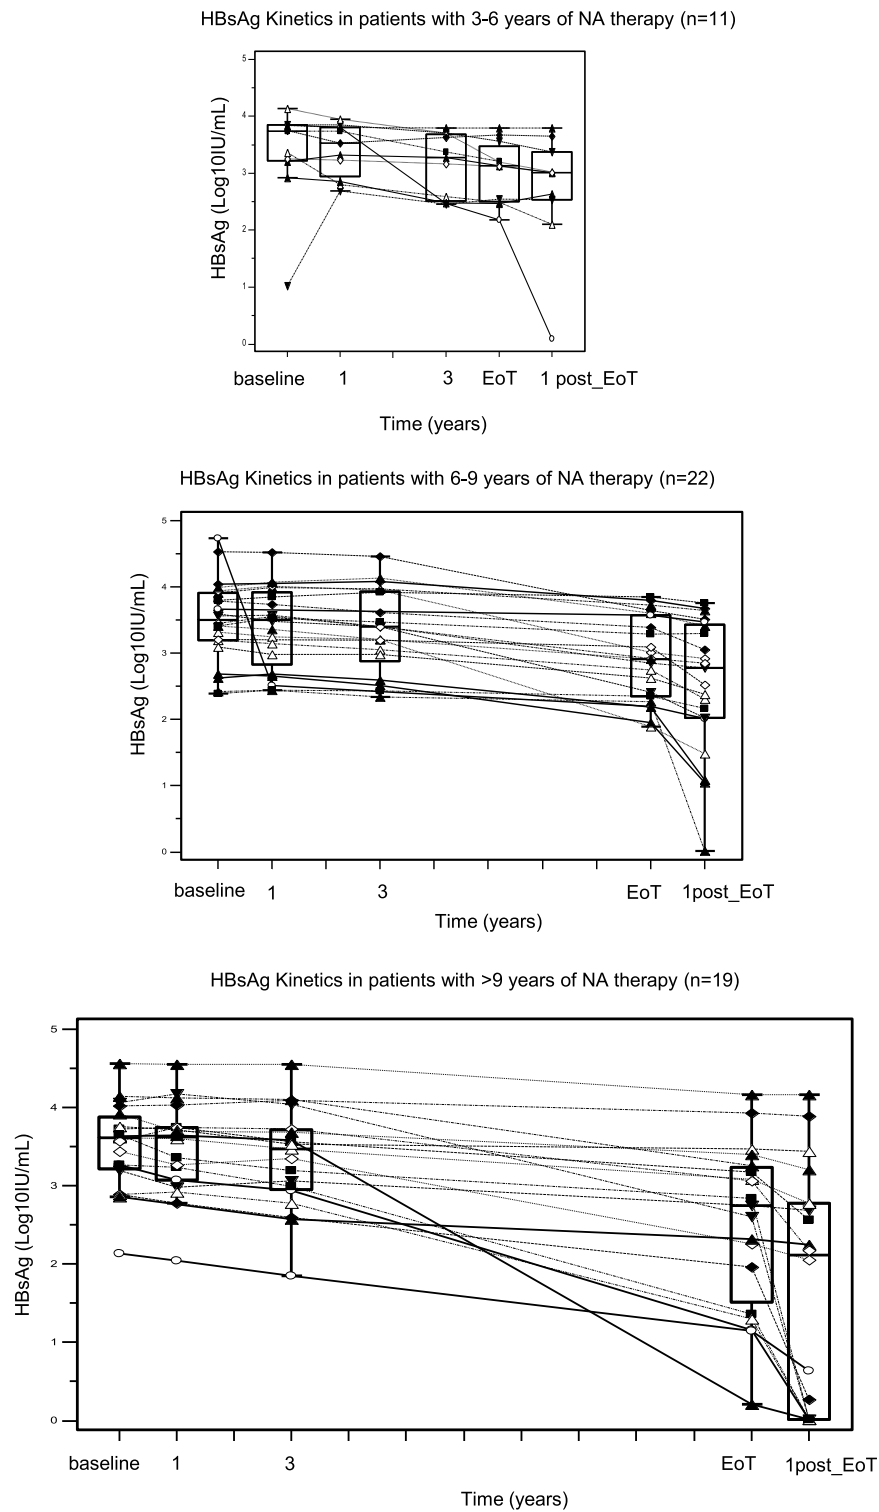 HBsAg Kinetics in patients with 3-6 years of NA therapy (n=11)
HBsAg (Log10IU/mL)
5
4
3
2
1
0
baseline 1 3 EoT 1 post_EoT
Time (years)
HBsAg Kinetics in patients with 6-9 years of NA therapy (n=22)
HBsAg (Log10IU/mL)
5
4
3
2
1
0
baseline 1 3 EoT 1post_EoT
Time (years)
HBsAg Kinetics in patients with >9 years of NA therapy (n=19)
HBsAg (Log10IU/mL)
5
4
3
2
1
0
baseline 1 3 EoT 1post_EoT
Time (years)